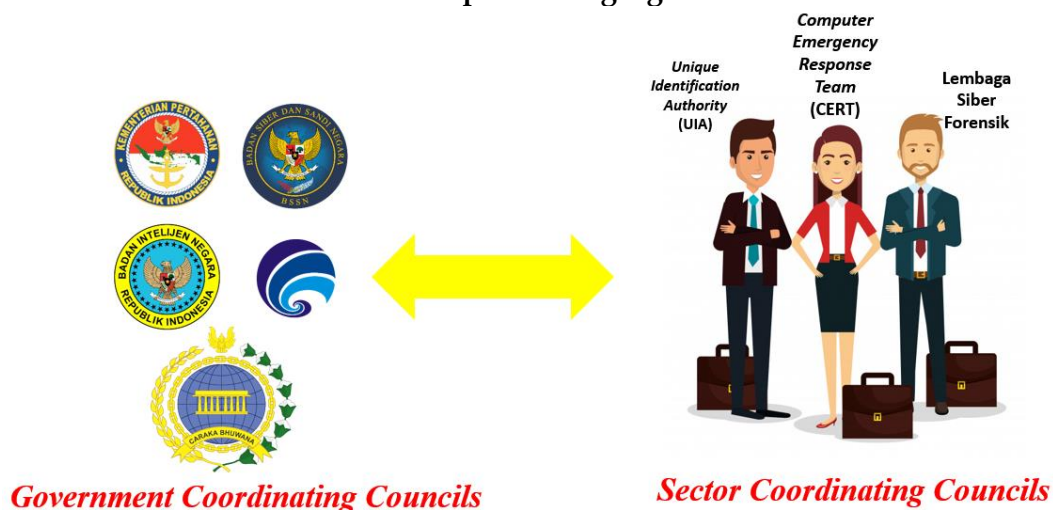 Computer
Emergency
Response
Team
(CERT)
Unique
Identification
Authority
(UIA)
Lembaga
Siber
Forensik
KEMENTERIAN PERTAHANAN
REPUBLIK INDONESIA
BADAN SIBER DAN SANDI NEGARA
BSSN
BADAN INTELIJEN NEGARA
REPUBLIK INDONESIA
CARAKA BHUWANA
Government Coordinating Councils
Sector Coordinating Councils